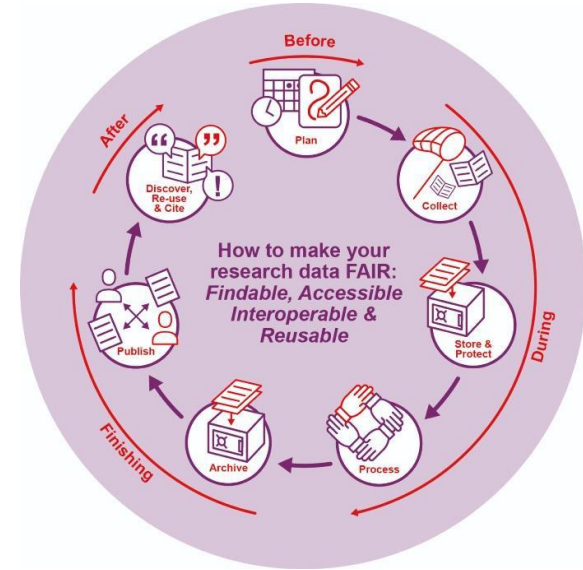 Before
Plan
Collect
During
Store &
Protect
Process
Archive
Finishing
Publish
After
Discover,
Re-use
& Cite
How to make your
research data FAIR:
Findable, Accessible
Interoperable &
Reusable